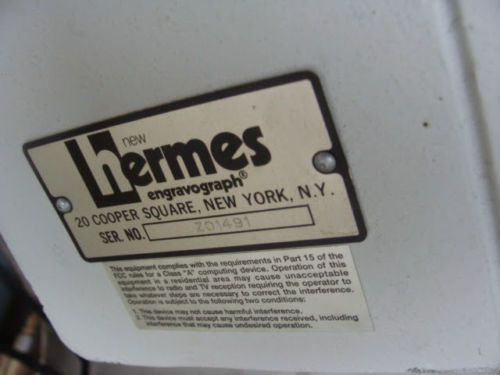 new
hermes
engravograph®
20 COOPER SQUARE, NEW YORK, N.Y.
SER. NO. Z01491
This equipment complies with the requirements in Part 15 of the
FCC rules for a Class "A" computing device. Operation of this
equipment in a residential area may cause unacceptable
interference to radio and TV reception requiring the operator to
take whatever steps are necessary to correct the interference.
Operation is subject to the following two conditions:
1. This device may not cause harmful interference.
2. This device must accept any interference received, including
interference that may cause undesired operation.